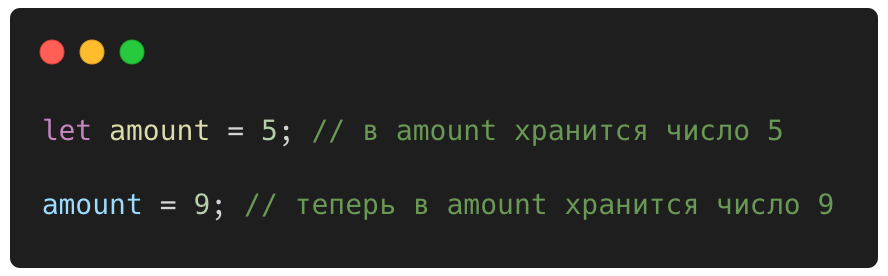 let amount = 5; // в amount хранится число 5
amount = 9; // теперь в amount хранится число 9